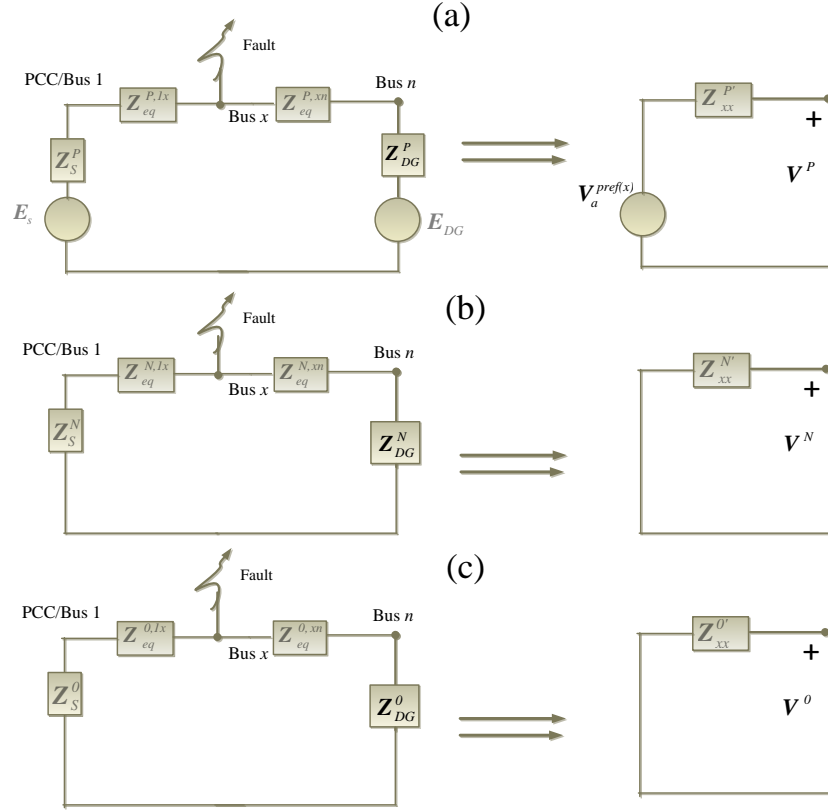 (a)
Fault
PCC/Bus 1
Z_eq^{P,1x}
Bus x
Z_eq^{P,xn}
Bus n
Z_S^P
E_s
Z_DG^P
E_DG
Z_xx^{P'}
+
V^P
V_a^{pref(x)}
(b)
Fault
PCC/Bus 1
Z_eq^{N,1x}
Bus x
Z_eq^{N,xn}
Bus n
Z_S^N
Z_DG^N
Z_xx^{N'}
+
V^N
(c)
Fault
PCC/Bus 1
Z_eq^{0,1x}
Bus x
Z_eq^{0,xn}
Bus n
Z_S^0
Z_DG^0
Z_xx^{0'}
+
V^0